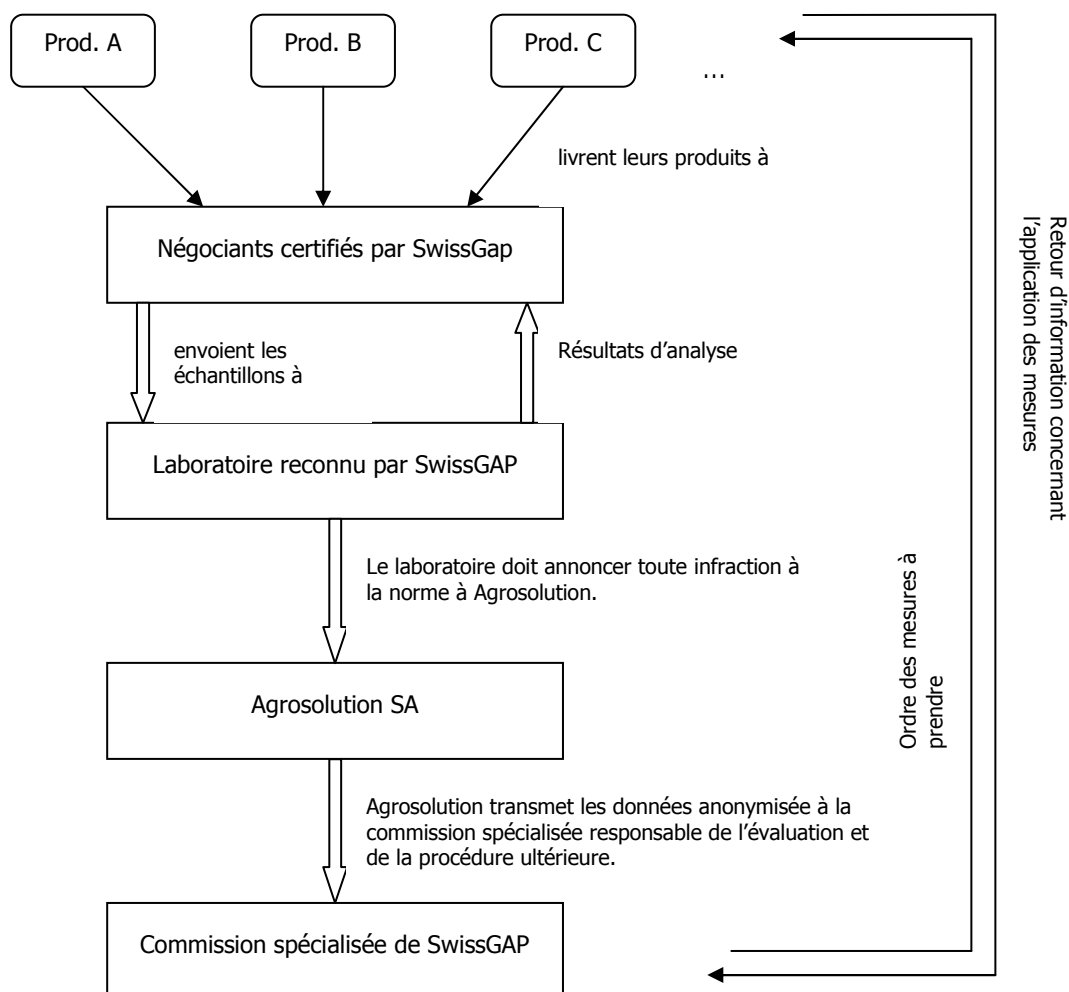 Prod. A
Prod. B
Prod. C
…
livrent leurs produits à
Négociants certifiés par SwissGap
envoient les
échantillons à
Résultats d’analyse
Laboratoire reconnu par SwissGAP
Le laboratoire doit annoncer toute infraction à
la norme à Agrosolution.
Agrosolution SA
Agrosolution transmet les données anonymisée à la
commission spécialisée responsable de l’évaluation et
de la procédure ultérieure.
Commission spécialisée de SwissGAP
Ordre des mesures à
prendre
Retour d’information concernant
l’application des mesures